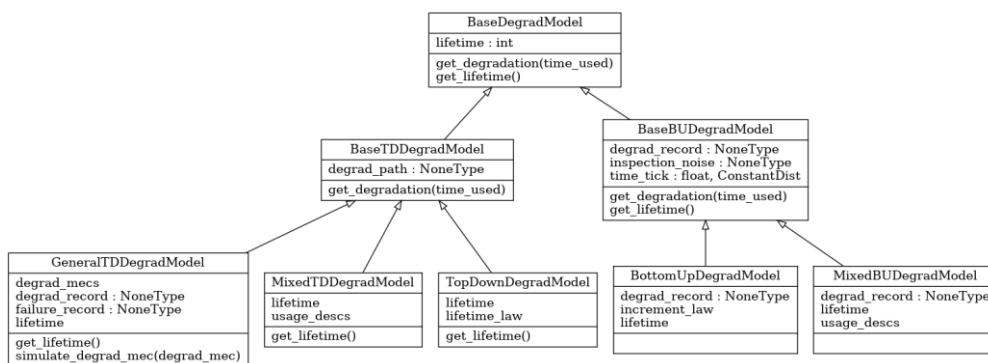 BaseDegradModel
lifetime : int
get_degradation(time_used)
get_lifetime()
BaseTDDegradModel
degrad_path : NoneType
get_degradation(time_used)
BaseBUDegradModel
degrad_record : NoneType
inspection_noise : NoneType
time_tick : float, ConstantDist
get_degradation(time_used)
get_lifetime()
GeneralTDDegradModel
degrad_mecs
degrad_record : NoneType
failure_record : NoneType
lifetime
get_lifetime()
simulate_degrad_mec(degrad_mec)
MixedTDDegradModel
lifetime
usage_descs
get_lifetime()
TopDownDegradModel
lifetime
lifetime_law
get_lifetime()
BottomUpDegradModel
degrad_record : NoneType
increment_law
lifetime
MixedBUDegradModel
degrad_record : NoneType
lifetime
usage_descs